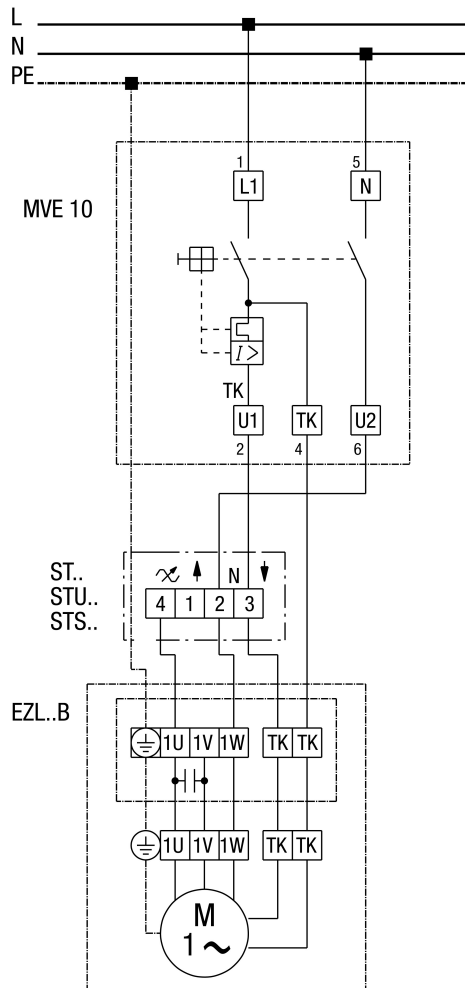 L
N
PE
MVE 10
1 5
L1 N
I >
TK
U1 TK U2
2 4 6
ST..
STU..
STS..
N
4 1 2 3
EZL..B
1U 1V 1W TK TK
1U 1V 1W TK TK
M
1 ~